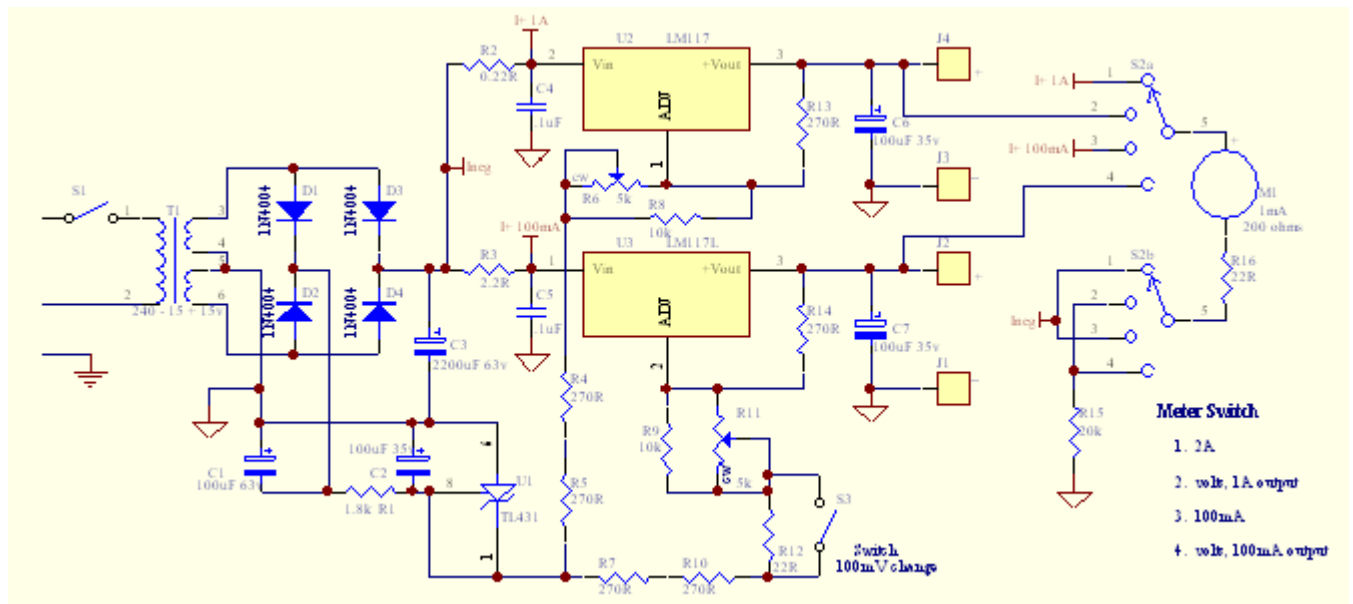 I+ 1A
U2 LM117
R2
0.22R
2
Vin +Vout
3
ADJ
1
C4
.1uF
J4
+
R13
270R
C6
100uF 35v
J3
-
S2a
I+ 1A
1
2
I+ 100mA
3
4
5
+
M1
1mA
200 ohms
Ineg
cw
R6
5k
R8
10k
S1
1
T1
3
4
5
6
2
240 - 15 + 15v
D1
1N4004
D3
1N4004
D2
1N4004
D4
1N4004
I+ 100mA
R3
2.2R
1
U3 LM117L
Vin +Vout
3
ADJ
2
C5
.1uF
C3
2200uF 63v
J2
+
R14
270R
C7
100uF 35v
J1
-
S2b
1
2
3
4
5
R16
22R
Ineg
R4
270R
R9
10k
R11
cw
5k
R15
20k
C1
100uF 63v
100uF 35v
C2
6
8
U1
TL431
1
1.8k R1
R5
270R
R7
270R
R10
270R
R12
22R
S3
Switch
100mV change
Meter Switch
1. 2A
2. volts, 1A output
3. 100mA
4. volts, 100mA output